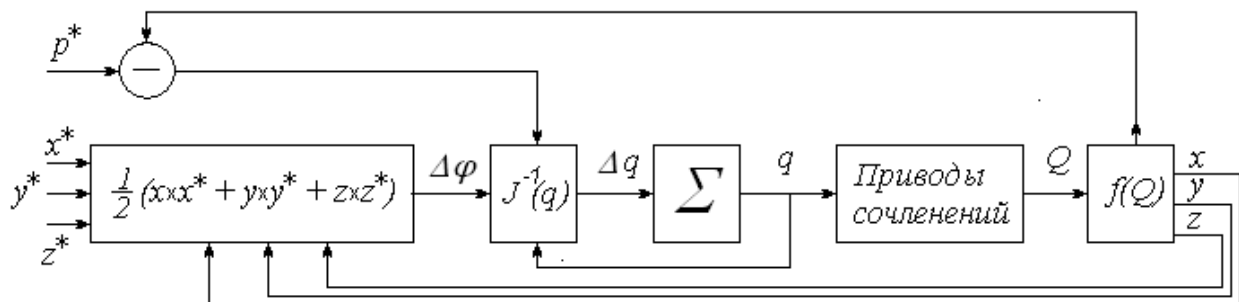 p*
—
x*
y*
z*
½(x×x* + y×y* + z×z*)
Δφ
J⁻¹(q)
Δq
Σ
q
Приводы
сочленений
Q
f(Q)
x
y
z